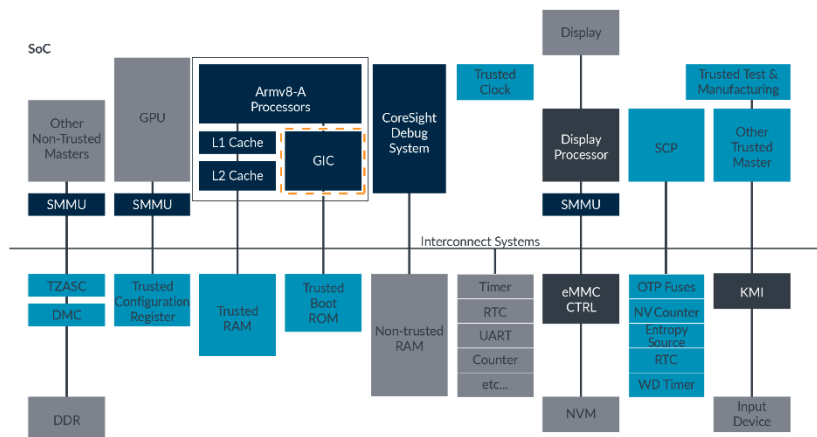 Display
SoC
Armv8-A
Processors
Trusted
Clock
Trusted Test &
Manufacturing
Other
Non-Trusted
Masters
GPU
L1 Cache
L2 Cache
GIC
CoreSight
Debug
System
Display
Processor
SCP
Other
Trusted
Master
SMMU
SMMU
SMMU
Interconnect Systems
TZASC
DMC
Trusted
Configuration
Register
Trusted
RAM
Trusted
Boot
ROM
Non-trusted
RAM
Timer
RTC
UART
Counter
etc...
eMMC
CTRL
OTP Fuses
NV Counter
Entropy
Source
RTC
WD Timer
KMI
DDR
NVM
Input
Device